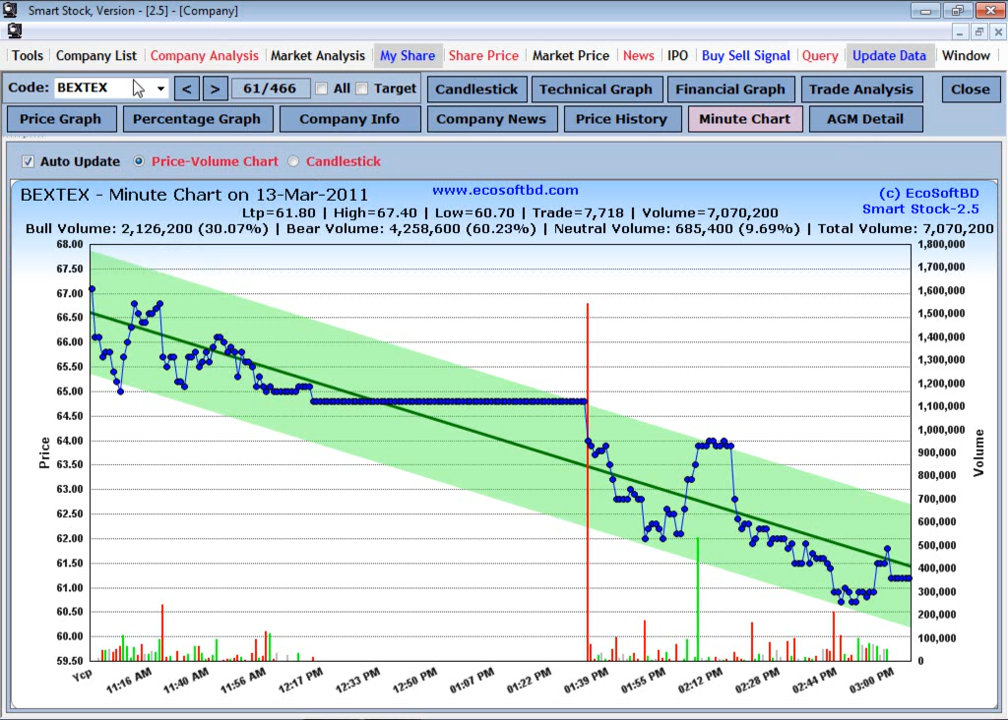 Smart Stock, Version - [2.5] - [Company]
Tools Company List Company Analysis Market Analysis My Share Share Price Market Price News IPO Buy Sell Signal Query Update Data Window
Code: BEXTEX < > 61/466 All Target Candlestick Technical Graph Financial Graph Trade Analysis Close
Price Graph Percentage Graph Company Info Company News Price History Minute Chart AGM Detail
Auto Update Price-Volume Chart Candlestick
BEXTEX - Minute Chart on 13-Mar-2011 www.ecosoftbd.com (c) EcoSoftBD
Ltp=61.80 | High=67.40 | Low=60.70 | Trade=7,718 | Volume=7,070,200 Smart Stock-2.5
Bull Volume: 2,126,200 (30.07%) | Bear Volume: 4,258,600 (60.23%) | Neutral Volume: 685,400 (9.69%) | Total Volume: 7,070,200
68.00 1,800,000
67.50 1,700,000
67.00 1,600,000
66.50 1,500,000
66.00 1,400,000
65.50 1,300,000
65.00 1,200,000
64.50 1,100,000
64.00 1,000,000
63.50 900,000
63.00 800,000
62.50 700,000
62.00 600,000
61.50 500,000
61.00 400,000
60.50 300,000
60.00 200,000
59.50 100,000
0
Price
Volume
Ycp 11:16 AM 11:40 AM 11:56 AM 12:17 PM 12:33 PM 12:50 PM 01:07 PM 01:22 PM 01:39 PM 01:55 PM 02:12 PM 02:28 PM 02:44 PM 03:00 PM